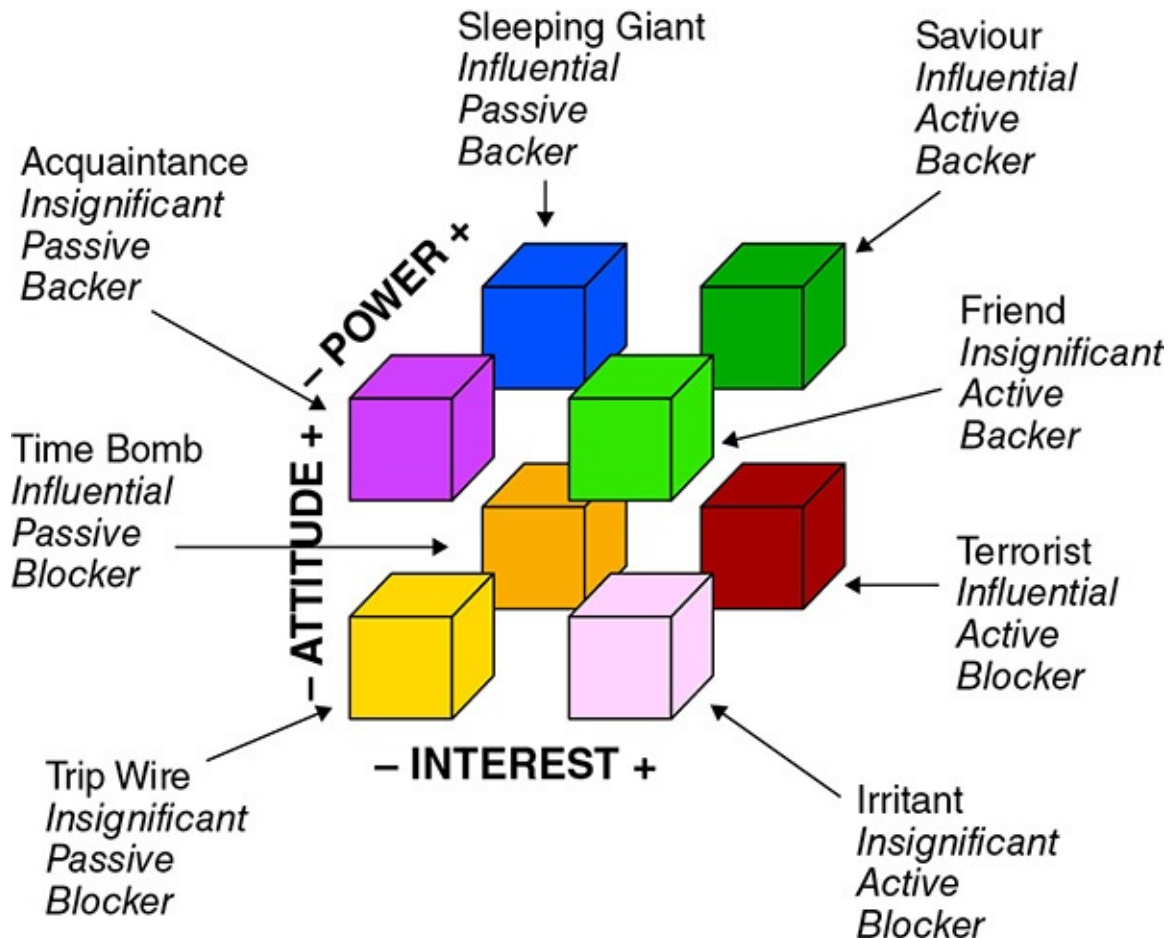 Sleeping Giant
Influential
Passive
Backer
Saviour
Influential
Active
Backer
Acquaintance
Insignificant
Passive
Backer
– POWER +
Friend
Insignificant
Active
Backer
Time Bomb
Influential
Passive
Blocker
– ATTITUDE +
Terrorist
Influential
Active
Blocker
– INTEREST +
Trip Wire
Insignificant
Passive
Blocker
Irritant
Insignificant
Active
Blocker